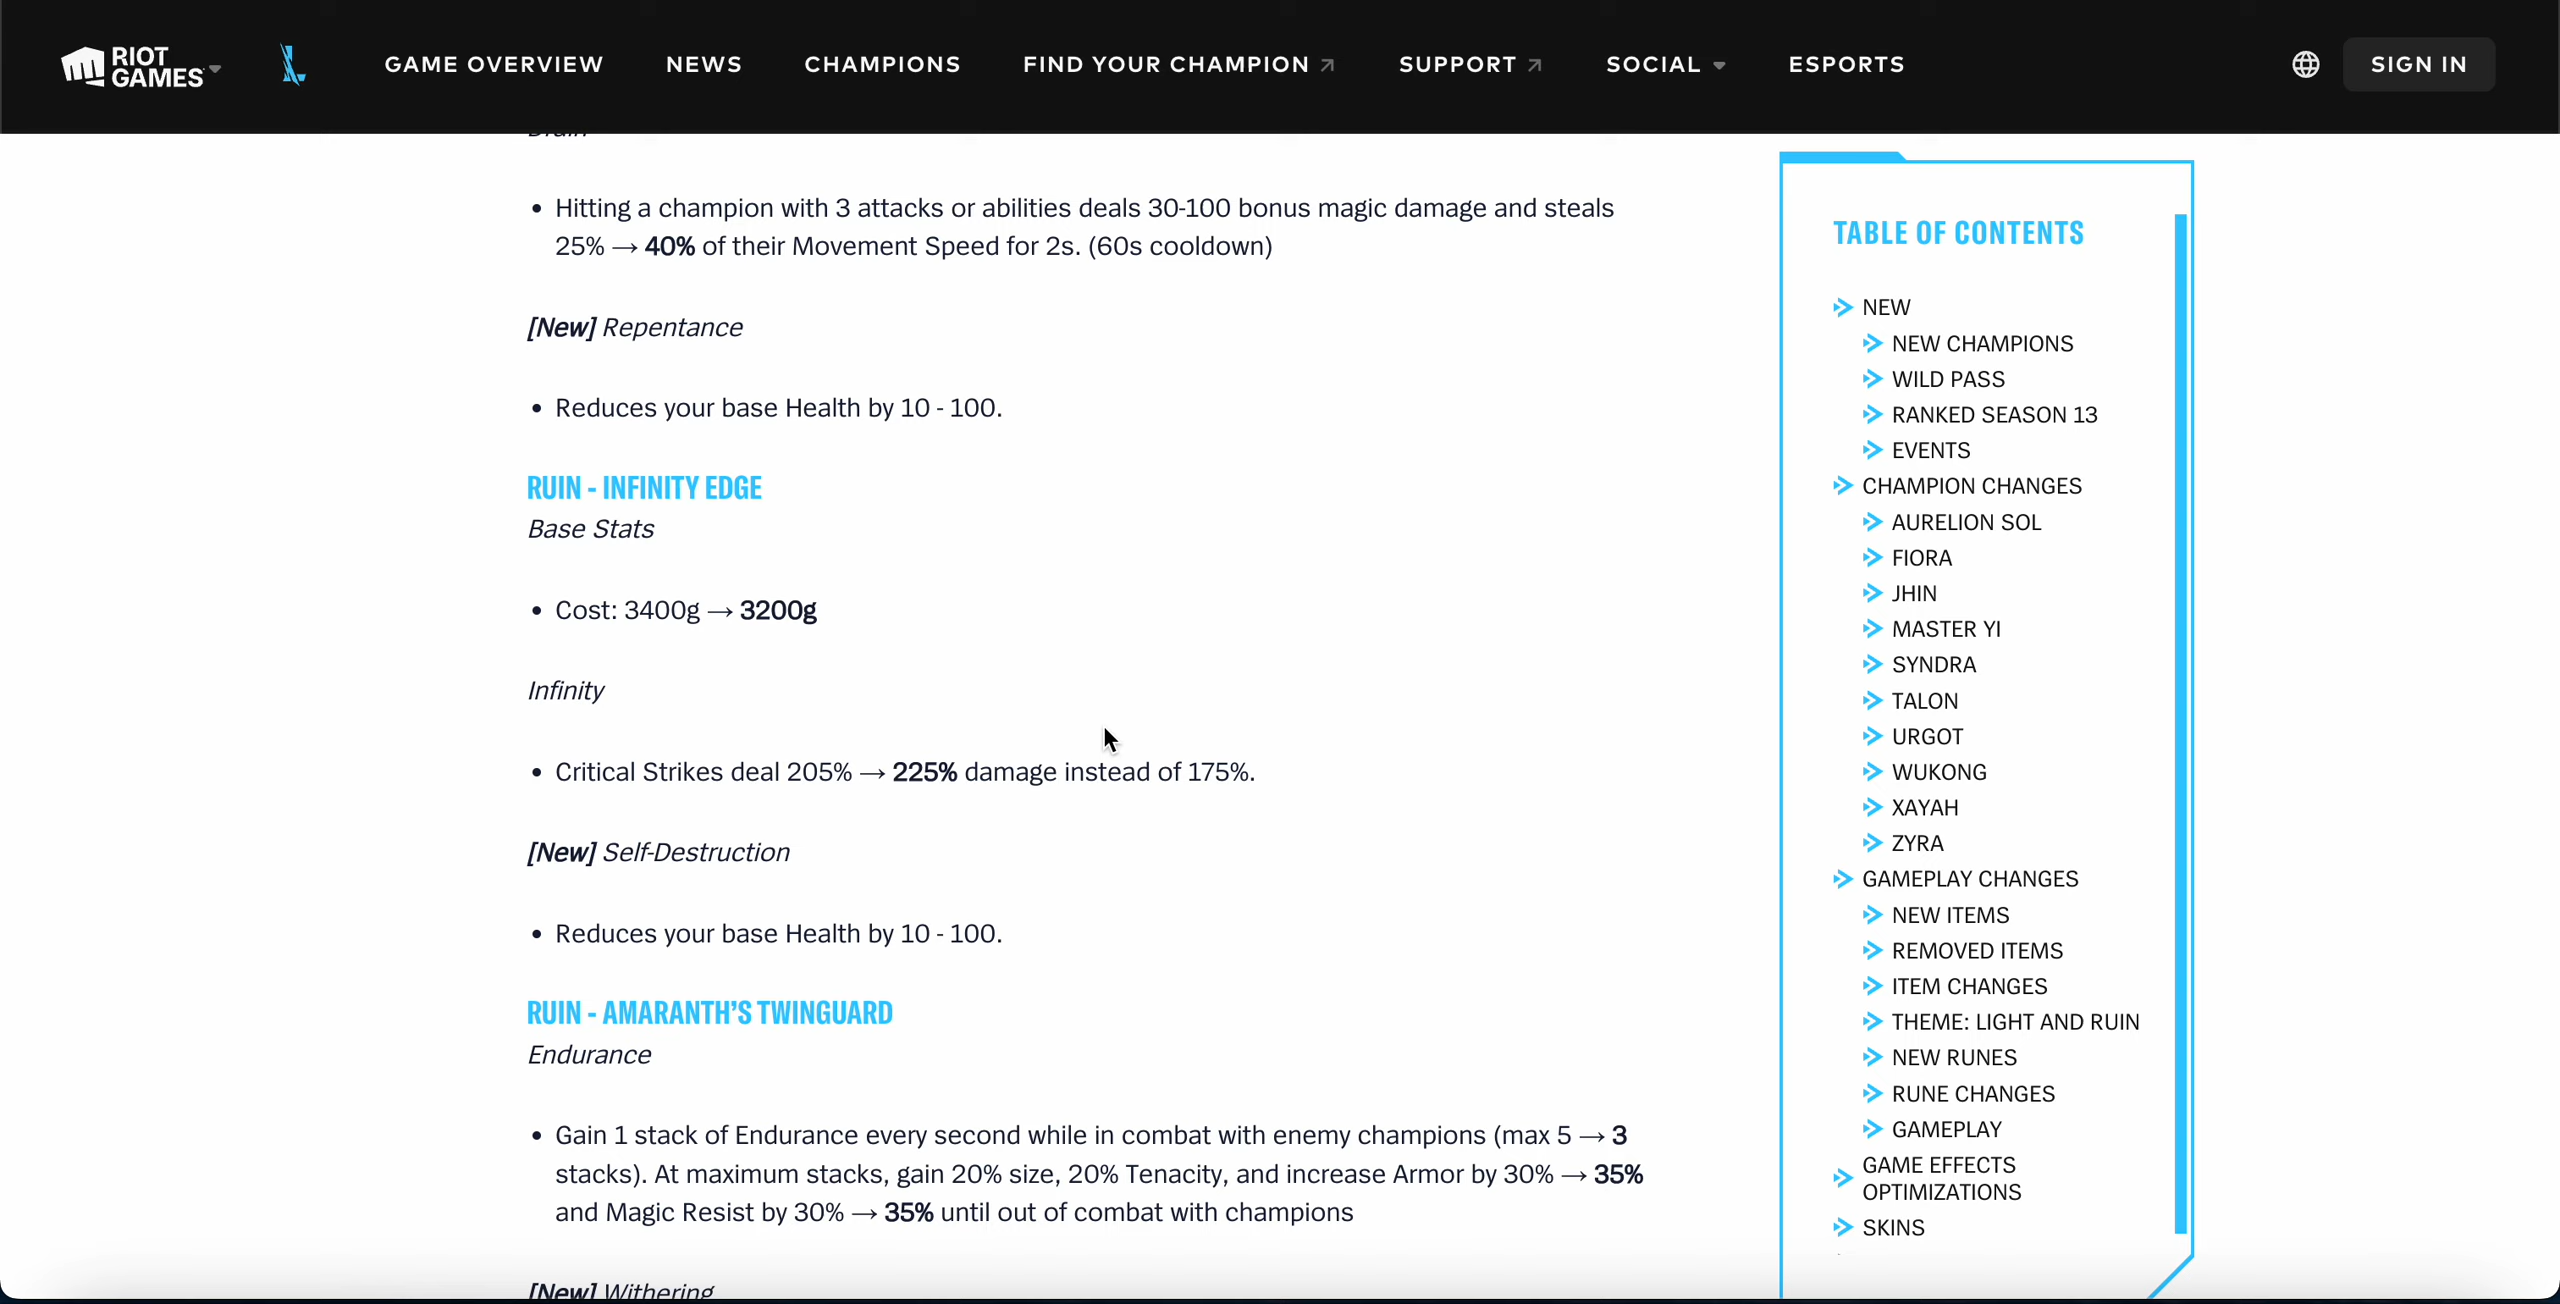 RIOT GAMES
GAME OVERVIEW
NEWS
CHAMPIONS
FIND YOUR CHAMPION
SUPPORT
SOCIAL
ESPORTS
SIGN IN
• Hitting a champion with 3 attacks or abilities deals 30-100 bonus magic damage and steals
25% → 40% of their Movement Speed for 2s. (60s cooldown)
[New] Repentance
• Reduces your base Health by 10 - 100.
RUIN - INFINITY EDGE
Base Stats
• Cost: 3400g → 3200g
Infinity
• Critical Strikes deal 205% → 225% damage instead of 175%.
[New] Self-Destruction
• Reduces your base Health by 10 - 100.
RUIN - AMARANTH’S TWINGUARD
Endurance
• Gain 1 stack of Endurance every second while in combat with enemy champions (max 5 → 3
stacks). At maximum stacks, gain 20% size, 20% Tenacity, and increase Armor by 30% → 35%
and Magic Resist by 30% → 35% until out of combat with champions
[New] Withering
TABLE OF CONTENTS
NEW
NEW CHAMPIONS
WILD PASS
RANKED SEASON 13
EVENTS
CHAMPION CHANGES
AURELION SOL
FIORA
JHIN
MASTER YI
SYNDRA
TALON
URGOT
WUKONG
XAYAH
ZYRA
GAMEPLAY CHANGES
NEW ITEMS
REMOVED ITEMS
ITEM CHANGES
THEME: LIGHT AND RUIN
NEW RUNES
RUNE CHANGES
GAMEPLAY
GAME EFFECTS
OPTIMIZATIONS
SKINS